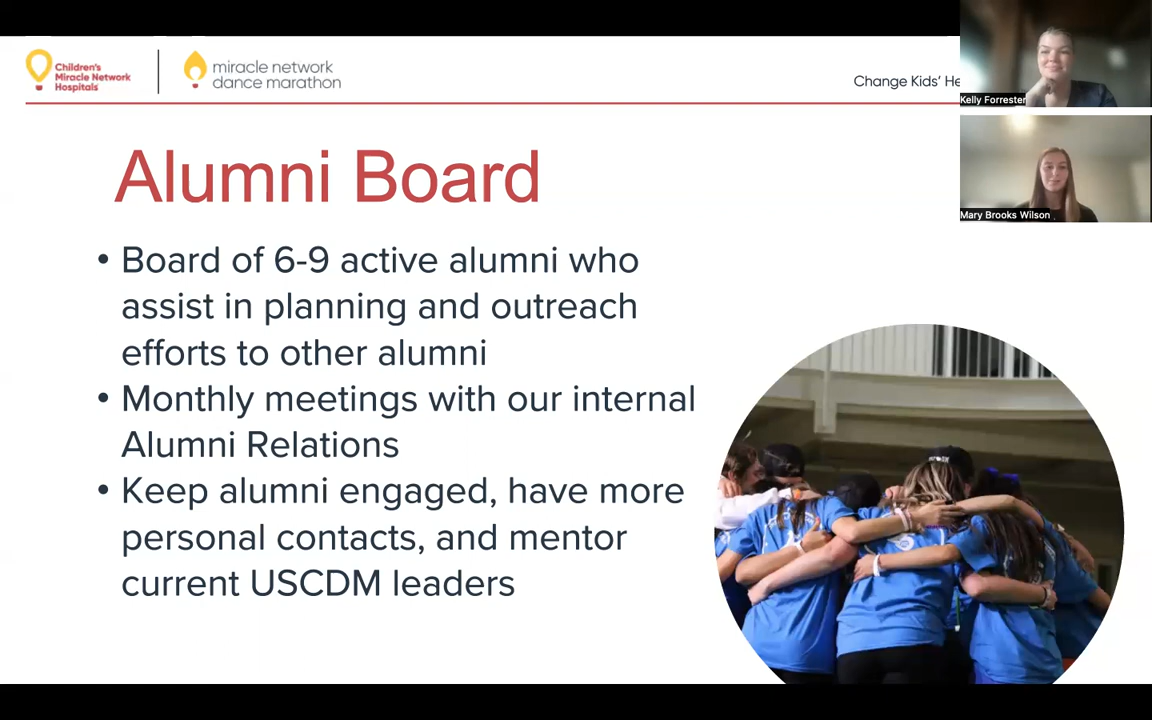 Children's
Miracle Network
Hospitals
miracle network
dance marathon
Change Kids' He
Kelly Forrester
Mary Brooks Wilson
Alumni Board
• Board of 6-9 active alumni who
assist in planning and outreach
efforts to other alumni
• Monthly meetings with our internal
Alumni Relations
• Keep alumni engaged, have more
personal contacts, and mentor
current USCDM leaders